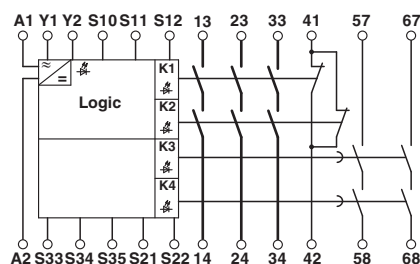 A1 Y1 Y2 S10 S11 S12 13 23 33 41 57 67
K1
Logic
K2
K3
K4
A2 S33 S34 S35 S21 S22 14 24 34 42 58 68